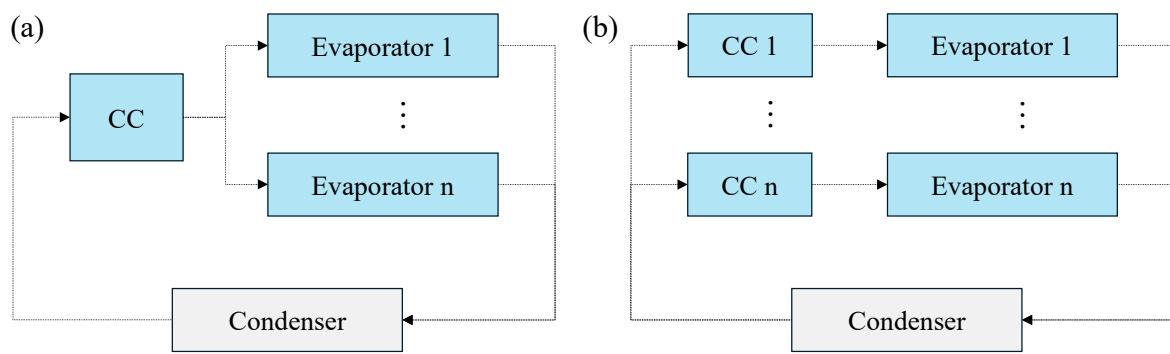 (a)
Evaporator 1
CC
⋮
Evaporator n
Condenser
(b)
CC 1
Evaporator 1
⋮
⋮
CC n
Evaporator n
Condenser